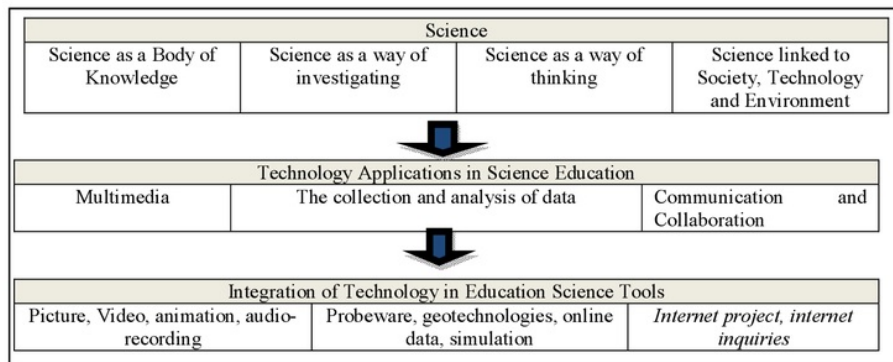 Science
Science as a Body of
Knowledge
Science as a way of
investigating
Science as a way of
thinking
Science linked to
Society, Technology
and Environment
Technology Applications in Science Education
Multimedia
The collection and analysis of data
Communication and
Collaboration
Integration of Technology in Education Science Tools
Picture, Video, animation, audio-
recording
Probeware, geotechnologies, online
data, simulation
Internet project, internet
inquiries